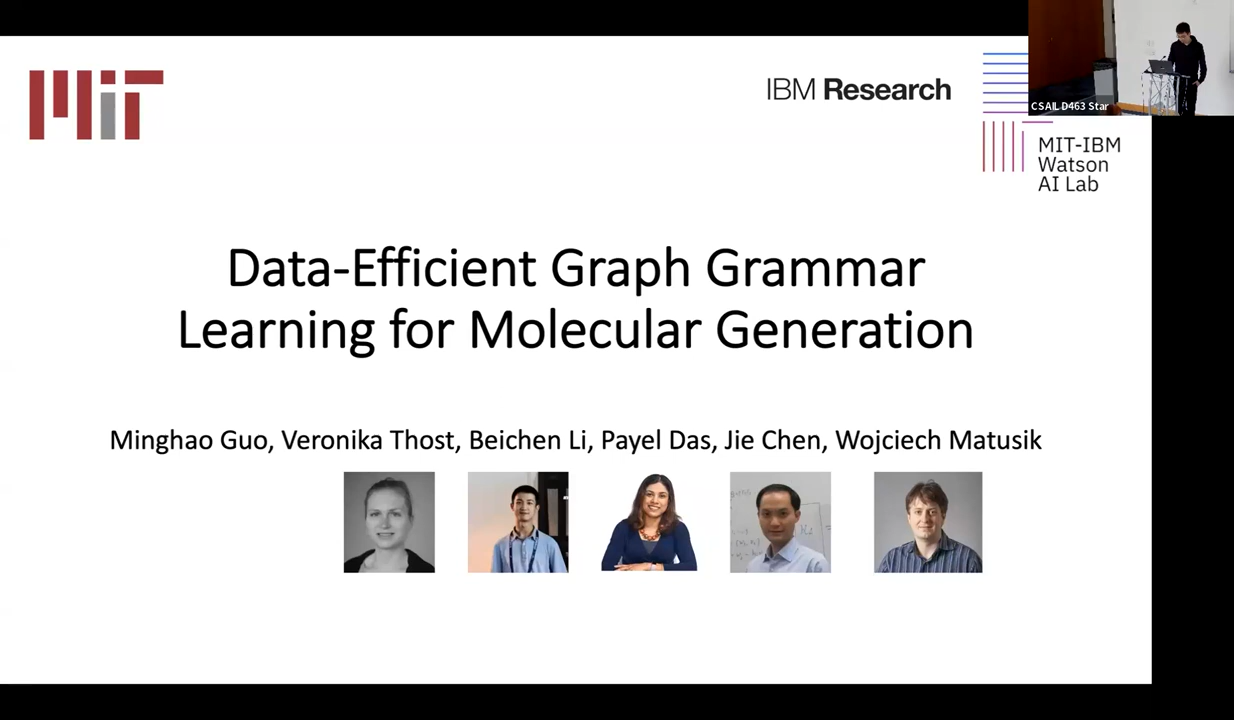 MIT
IBM Research
CSAIL D463 Star
MIT-IBM
Watson
AI Lab
Data-Efficient Graph Grammar
Learning for Molecular Generation
Minghao Guo, Veronika Thost, Beichen Li, Payel Das, Jie Chen, Wojciech Matusik